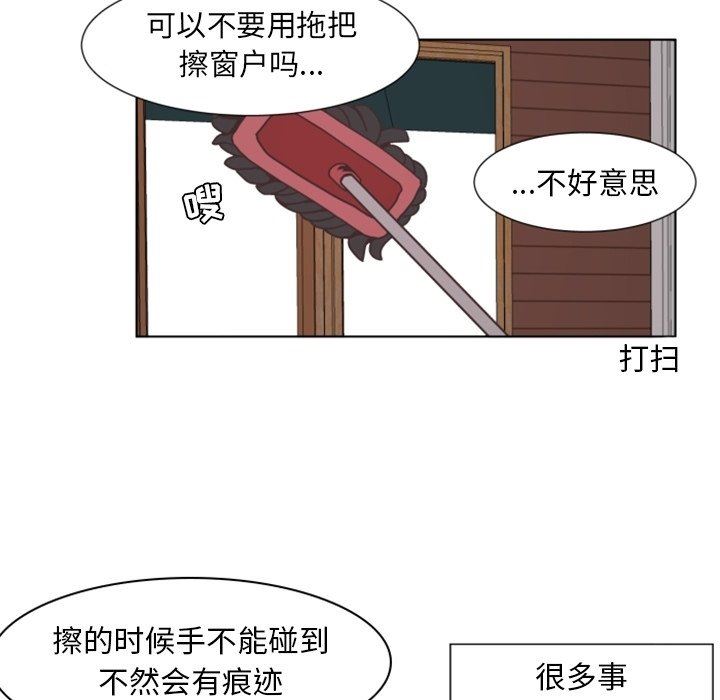 可以不要用拖把
擦窗户吗...
...不好意思
嗖
打扫
擦的时候手不能碰到
不然会有痕迹
很多事